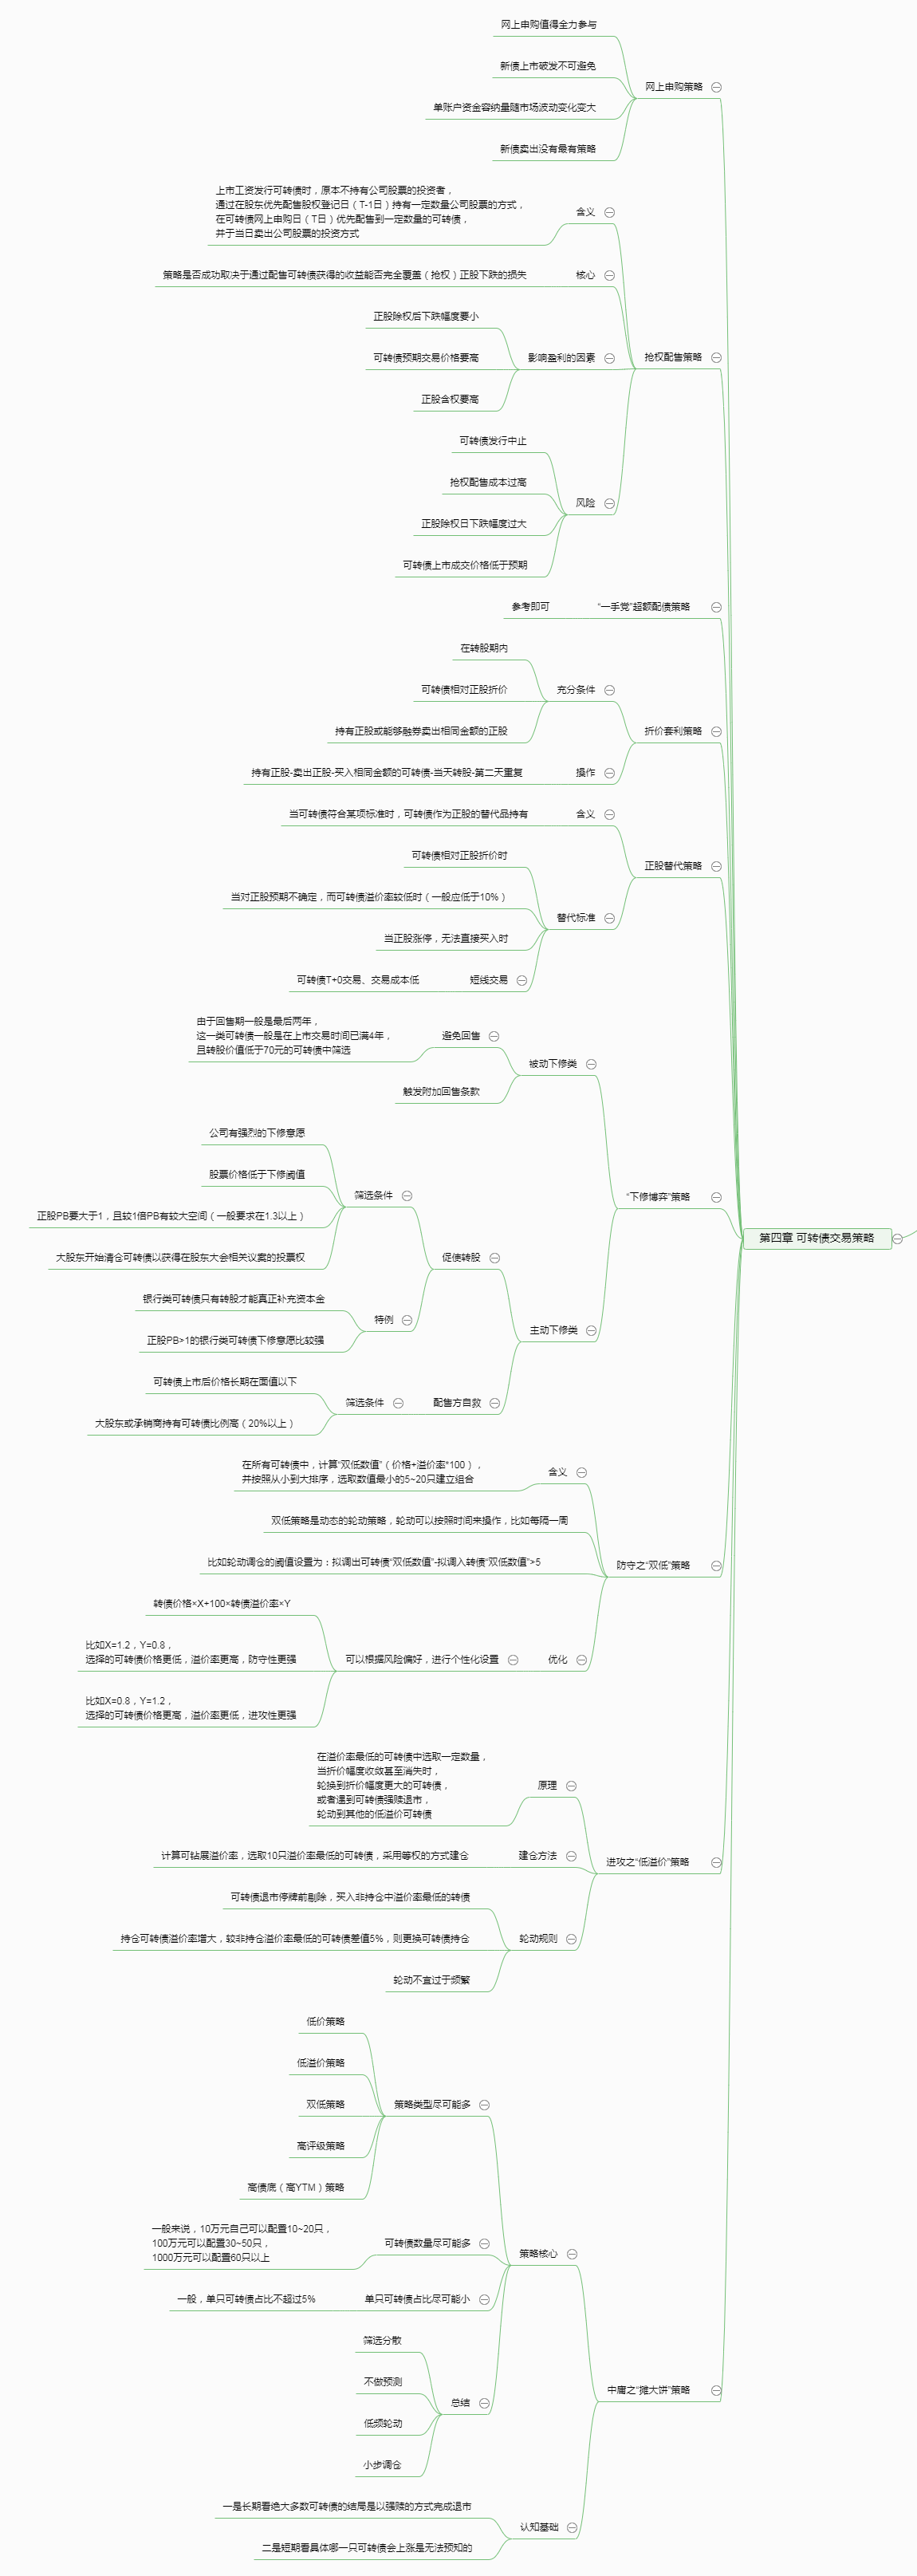 第四章 可转债交易策略
网上申购策略
网上申购值得全力参与
新债上市破发不可避免
单账户资金容纳量随市场波动变化变大
新债卖出没有最有策略
抢权配售策略
含义
上市工资发行可转债时，原本不持有公司股票的投资者，
通过在股东优先配售股权登记日（T-1日）持有一定数量公司股票的方式，
在可转债网上申购日（T日）优先配售到一定数量的可转债，
并于当日卖出公司股票的投资方式
核心
策略是否成功取决于通过配售可转债获得的收益能否完全覆盖（抢权）正股下跌的损失
影响盈利的因素
正股除权后下跌幅度要小
可转债预期交易价格要高
正股含权要高
风险
可转债发行中止
抢权配售成本过高
正股除权日下跌幅度过大
可转债上市成交价格低于预期
“一手党”超额配债策略
参考即可
折价套利策略
充分条件
在转股期内
可转债相对正股折价
持有正股或能够融券卖出相同金额的正股
操作
持有正股-卖出正股-买入相同金额的可转债-当天转股-第二天重复
正股替代策略
含义
当可转债符合某项标准时，可转债作为正股的替代品持有
替代标准
可转债相对正股折价时
当对正股预期不确定，而可转债溢价率较低时（一般应低于10%）
当正股涨停，无法直接买入时
短线交易
可转债T+0交易、交易成本低
“下修博弈”策略
被动下修类
避免回售
由于回售期一般是最后两年，
这一类可转债一般是在上市交易时间已满4年，
且转股价值低于70元的可转债中筛选
触发附加回售条款
主动下修类
促使转股
筛选条件
公司有强烈的下修意愿
股票价格低于下修阈值
正股PB要大于1，且较1倍PB有较大空间（一般要求在1.3以上）
大股东开始清仓可转债以获得在股东大会相关议案的投票权
特例
银行类可转债只有转股才能真正补充资本金
正股PB>1的银行类可转债下修意愿比较强
配售方自救
筛选条件
可转债上市后价格长期在面值以下
大股东或承销商持有可转债比例高（20%以上）
防守之“双低”策略
含义
在所有可转债中，计算“双低数值”（价格+溢价率*100），
并按照从小到大排序，选取数值最小的5~20只建立组合
双低策略是动态的轮动策略，轮动可以按照时间来操作，比如每隔一周
比如轮动调仓的阈值设置为：拟调出可转债“双低数值”-拟调入转债“双低数值”>5
优化
可以根据风险偏好，进行个性化设置
转债价格×X+100×转债溢价率×Y
比如X=1.2，Y=0.8，
选择的可转债价格更低，溢价率更高，防守性更强
比如X=0.8，Y=1.2，
选择的可转债价格更高，溢价率更低，进攻性更强
进攻之“低溢价”策略
原理
在溢价率最低的可转债中选取一定数量，
当折价幅度收敛甚至消失时，
轮换到折价幅度更大的可转债，
或者遇到可转债强赎退市，
轮动到其他的低溢价可转债
建仓方法
计算可钻展溢价率，选取10只溢价率最低的可转债，采用等权的方式建仓
轮动规则
可转债退市停牌前剔除，买入非持仓中溢价率最低的转债
持仓可转债溢价率增大，较非持仓溢价率最低的可转债差值5%，则更换可转债持仓
轮动不宜过于频繁
中庸之“摊大饼”策略
策略核心
策略类型尽可能多
低价策略
低溢价策略
双低策略
高评级策略
高债底（高YTM）策略
可转债数量尽可能多
一般来说，10万元自己可以配置10~20只，
100万元可以配置30~50只，
1000万元可以配置60只以上
单只可转债占比尽可能小
一般，单只可转债占比不超过5%
总结
筛选分散
不做预测
低频轮动
小步调仓
认知基础
一是长期看绝大多数可转债的结局是以强赎的方式完成退市
二是短期看具体哪一只可转债会上涨是无法预知的